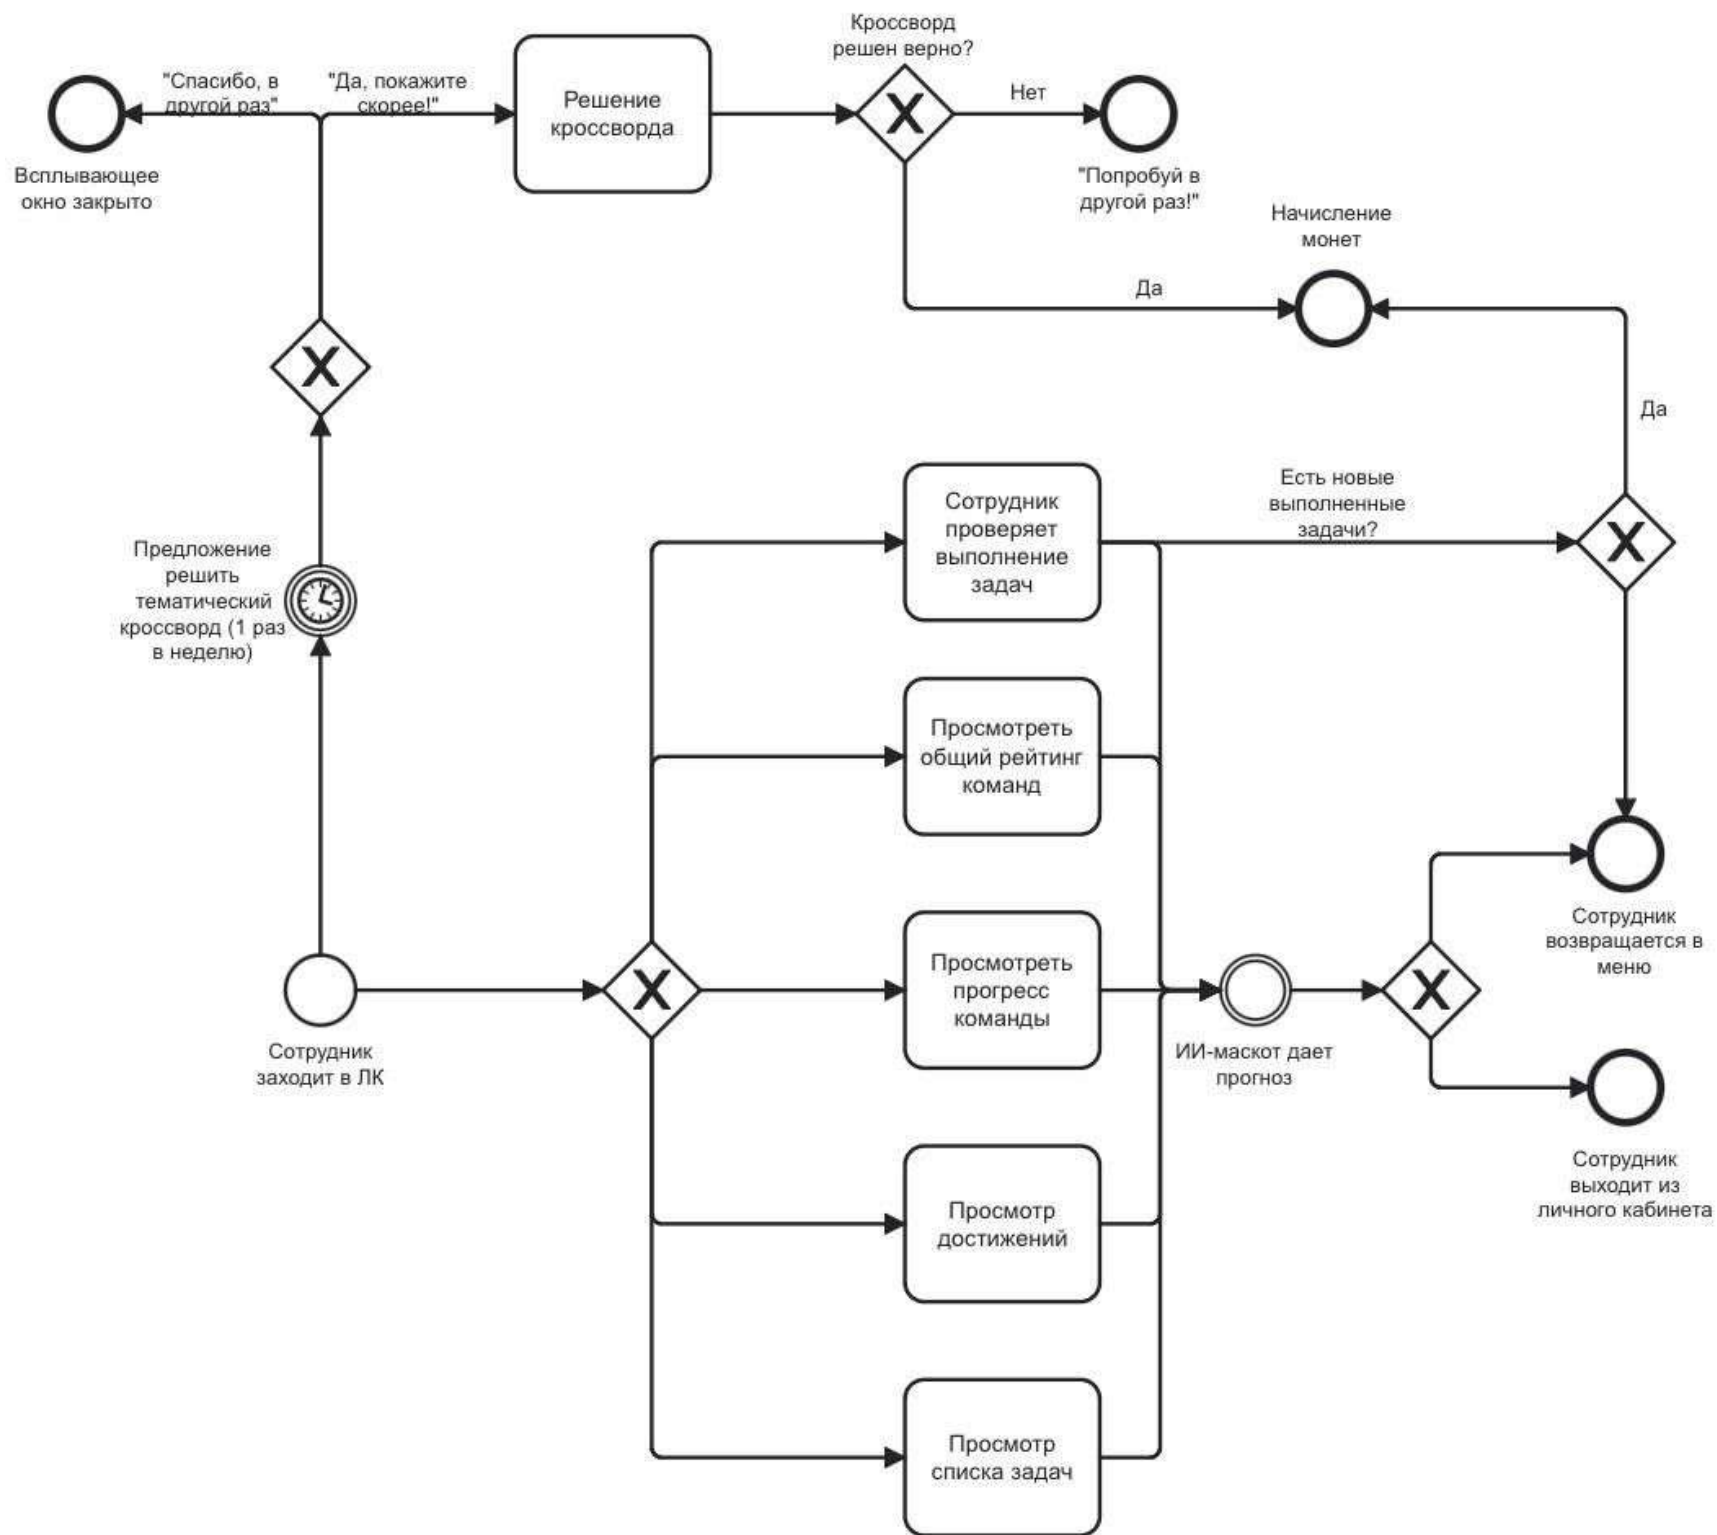 Кроссворд
решен верно?
"Спасибо, в
другой раз"
"Да, покажите
скорее!"
Решение
кроссворда
Нет
Всплывающее
окно закрыто
"Попробуй в
другой раз!"
Начисление
монет
Да
Да
Сотрудник
проверяет
выполнение
задач
Есть новые
выполненные
задачи?
Предложение
решить
тематический
кроссворд (1 раз
в неделю)
Просмотреть
общий рейтинг
команд
Просмотреть
прогресс
команды
Сотрудник
возвращается в
меню
Сотрудник
заходит в ЛК
ИИ-маскот дает
прогноз
Просмотр
достижений
Сотрудник
выходит из
личного кабинета
Просмотр
списка задач